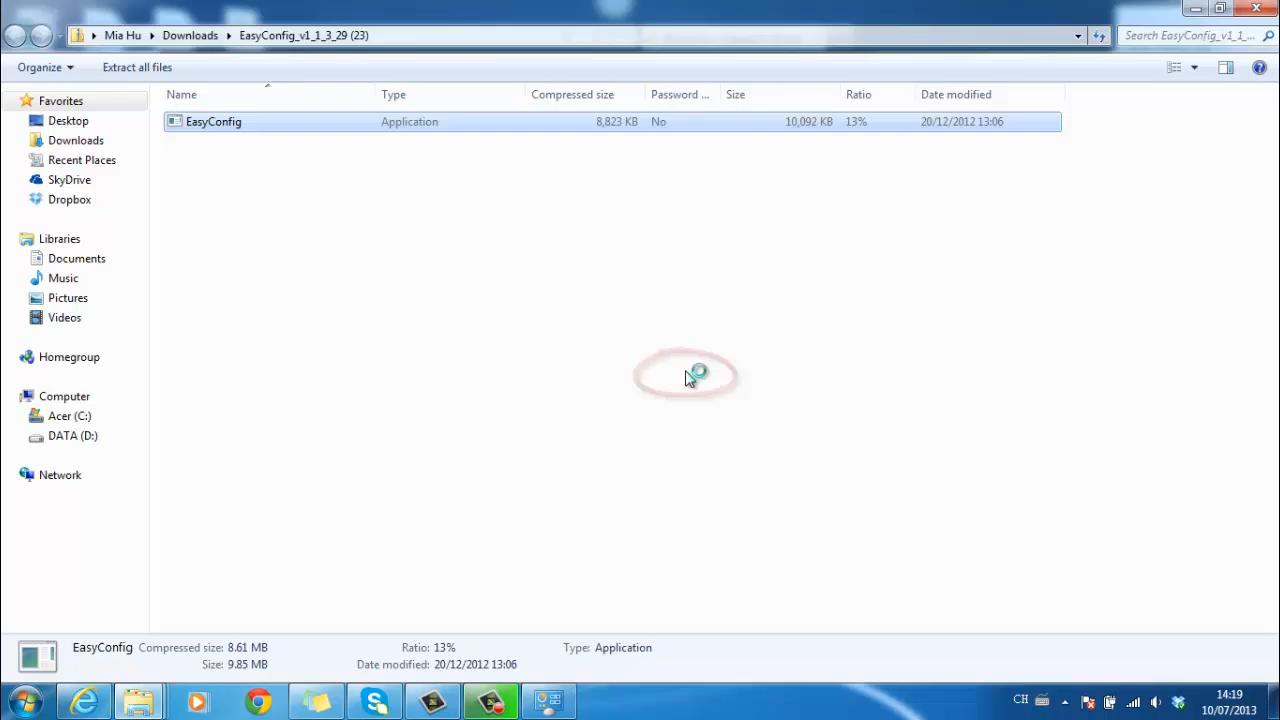 Mia Hu Downloads EasyConfig_v1_1_3_29 (23) Search EasyConfig_v1_1_...
Organize Extract all files
Name Type Compressed size Password ... Size Ratio Date modified
EasyConfig Application 8,823 KB No 10,092 KB 13% 20/12/2012 13:06
Favorites
Desktop
Downloads
Recent Places
SkyDrive
Dropbox
Libraries
Documents
Music
Pictures
Videos
Homegroup
Computer
Acer (C:)
DATA (D:)
Network
EasyConfig Compressed size: 8.61 MB Ratio: 13% Type: Application
Size: 9.85 MB Date modified: 20/12/2012 13:06
CH 14:19
10/07/2013